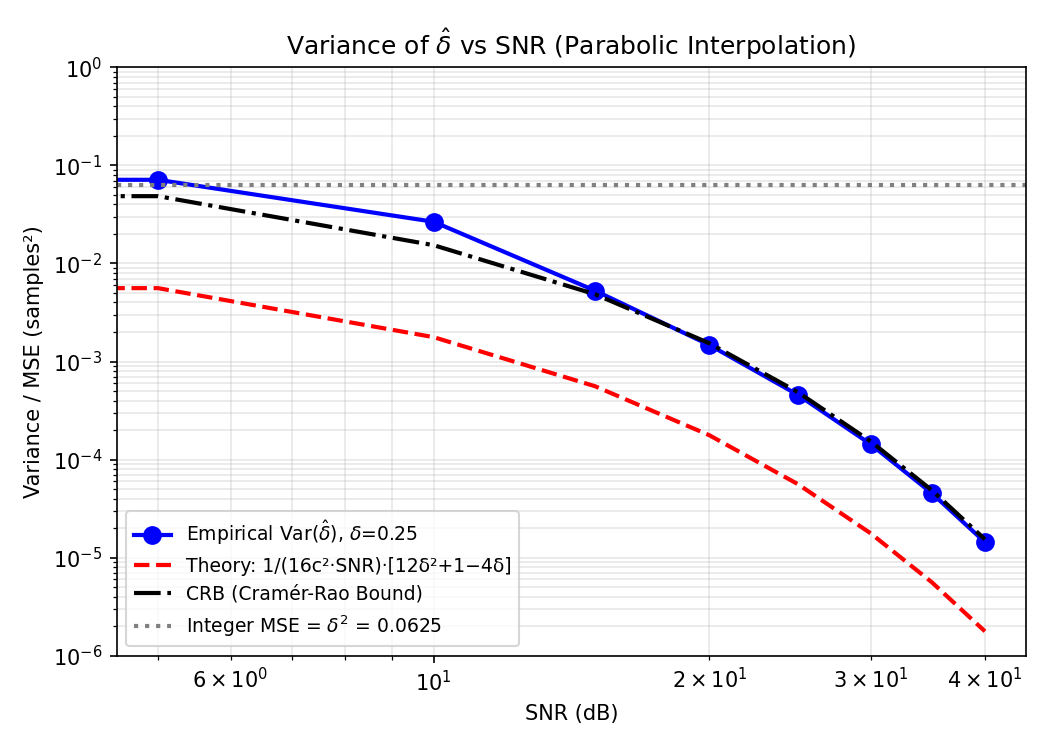 Variance of δ̂ vs SNR (Parabolic Interpolation)
Variance / MSE (samples²)
10⁰
10⁻¹
10⁻²
10⁻³
10⁻⁴
10⁻⁵
10⁻⁶
Empirical Var(δ̂), δ=0.25
Theory: 1/(16c²·SNR)·[12δ²+1−4δ]
CRB (Cramér-Rao Bound)
Integer MSE = δ² = 0.0625
6 × 10⁰ 10¹ 2 × 10¹ 3 × 10¹ 4 × 10¹
SNR (dB)